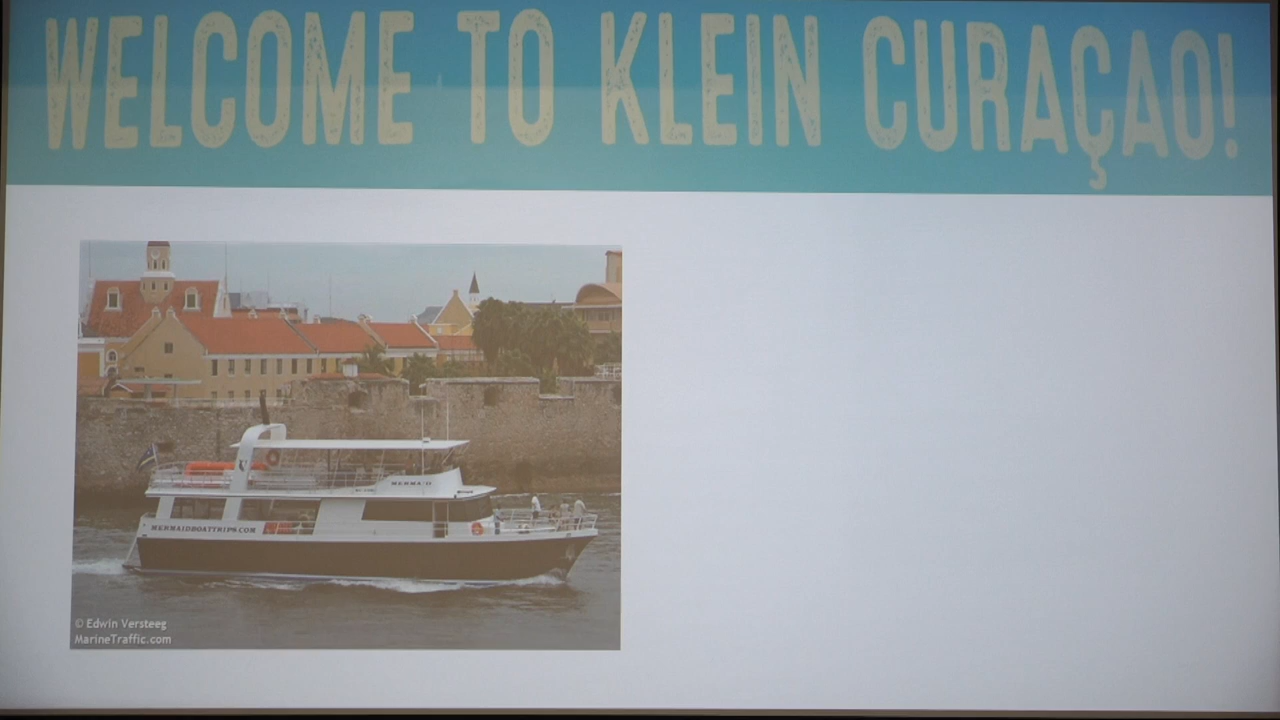 WELCOME TO KLEIN CURAÇAO!
MERMAID
MERMAIDBOATTRIPS.COM
© Edwin Versteeg
MarineTraffic.com